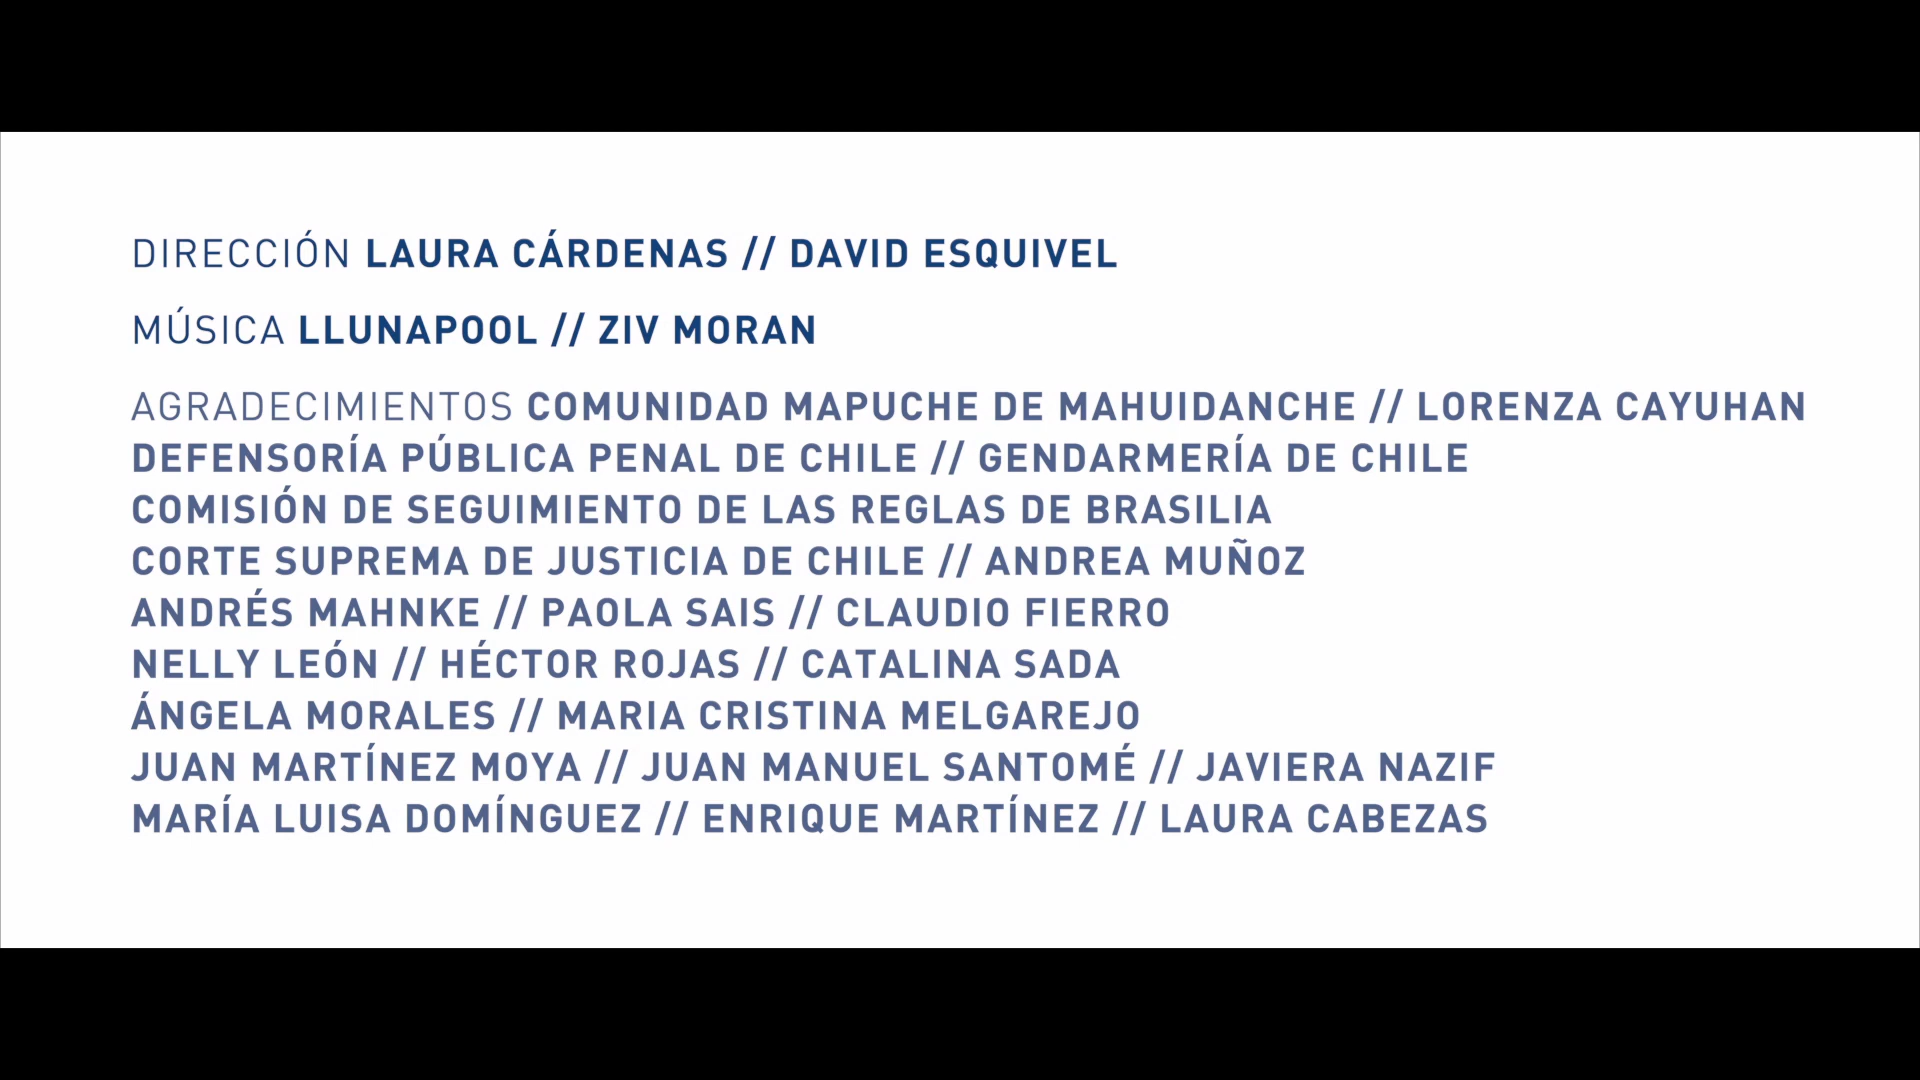 DIRECCIÓN LAURA CÁRDENAS // DAVID ESQUIVEL
MÚSICA LLUNAPOOL // ZIV MORAN
AGRADECIMIENTOS COMUNIDAD MAPUCHE DE MAHUIDANCHE // LORENZA CAYUHAN
DEFENSORÍA PÚBLICA PENAL DE CHILE // GENDARMERÍA DE CHILE
COMISIÓN DE SEGUIMIENTO DE LAS REGLAS DE BRASILIA
CORTE SUPREMA DE JUSTICIA DE CHILE // ANDREA MUÑOZ
ANDRÉS MAHNKE // PAOLA SAIS // CLAUDIO FIERRO
NELLY LEÓN // HÉCTOR ROJAS // CATALINA SADA
ÁNGELA MORALES // MARIA CRISTINA MELGAREJO
JUAN MARTÍNEZ MOYA // JUAN MANUEL SANTOMÉ // JAVIERA NAZIF
MARÍA LUISA DOMÍNGUEZ // ENRIQUE MARTÍNEZ // LAURA CABEZAS